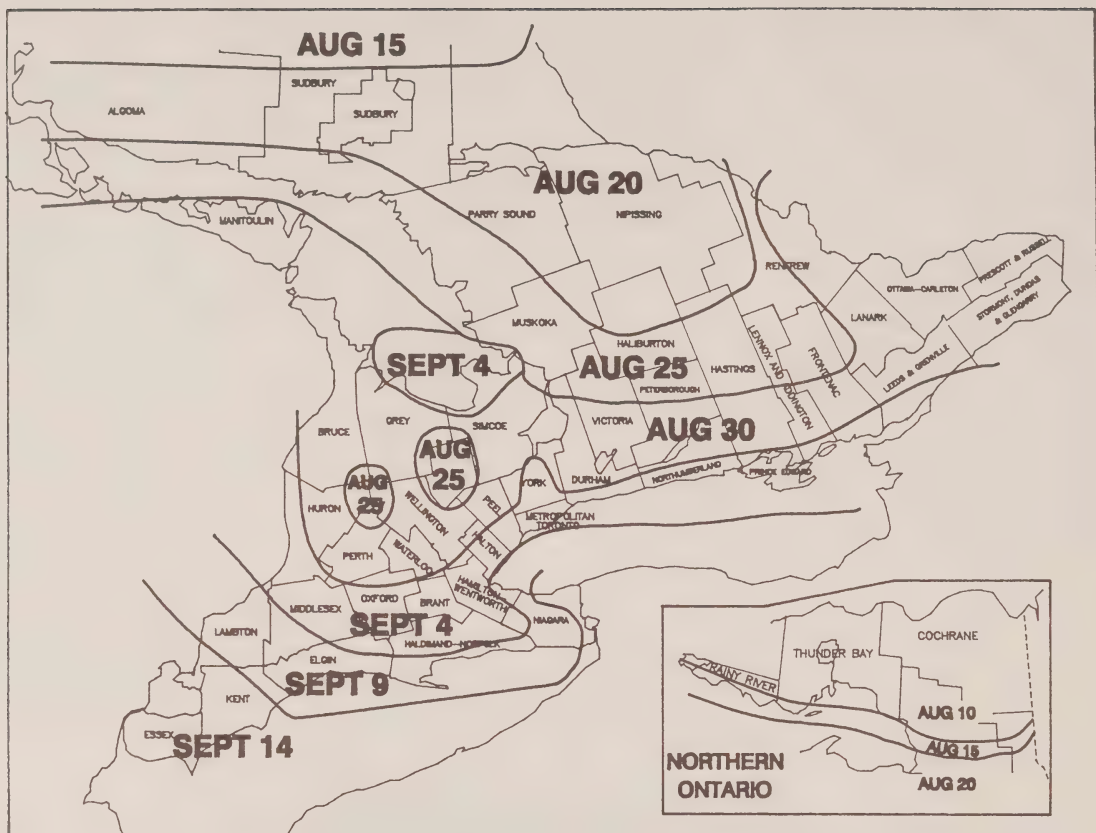 AUG 15
SUDBURY
ALGOMA
SUDBURY
AUG 20
PARRY SOUND
NIPISSING
MANITOULIN
RENFREW
PRESCOTT & RUSSELL
OTTAWA-CARLETON
STORMONT, DUNDAS
& GLENGARRY
LANARK
MUSKOKA
HALIBURTON
SEPT 4
AUG 25
HASTINGS
LENNOX AND
ADDINGTON
FRONTENAC
LEEDS & GRENVILLE
PETERBOROUGH
BRUCE
GREY
SIMCOE
VICTORIA
AUG 30
AUG
25
AUG
25
HURON
WELLINGTON
PEEL
YORK
DURHAM
NORTHUMBERLAND
PRINCE EDWARD
METROPOLITAN
TORONTO
HALTON
PERTH
WATERLOO
HAMILTON-
WENTWORTH
MIDDLESEX
OXFORD
BRANT
NIAGARA
LAMBTON
SEPT 4
HALDIMAND-NORFOLK
ELGIN
SEPT 9
KENT
ESSEX
SEPT 14
COCHRANE
THUNDER BAY
RAINY RIVER
AUG 10
AUG 15
AUG 20
NORTHERN
ONTARIO